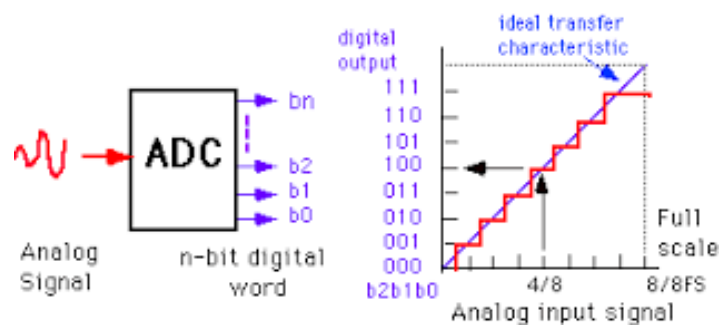 ADC
bn
b2
b1
b0
Analog
Signal
n-bit digital
word
digital
output
ideal transfer
characteristic
111
110
101
100
011
010
001
000
b2b1b0
4/8
8/8FS
Full
scale
Analog input signal